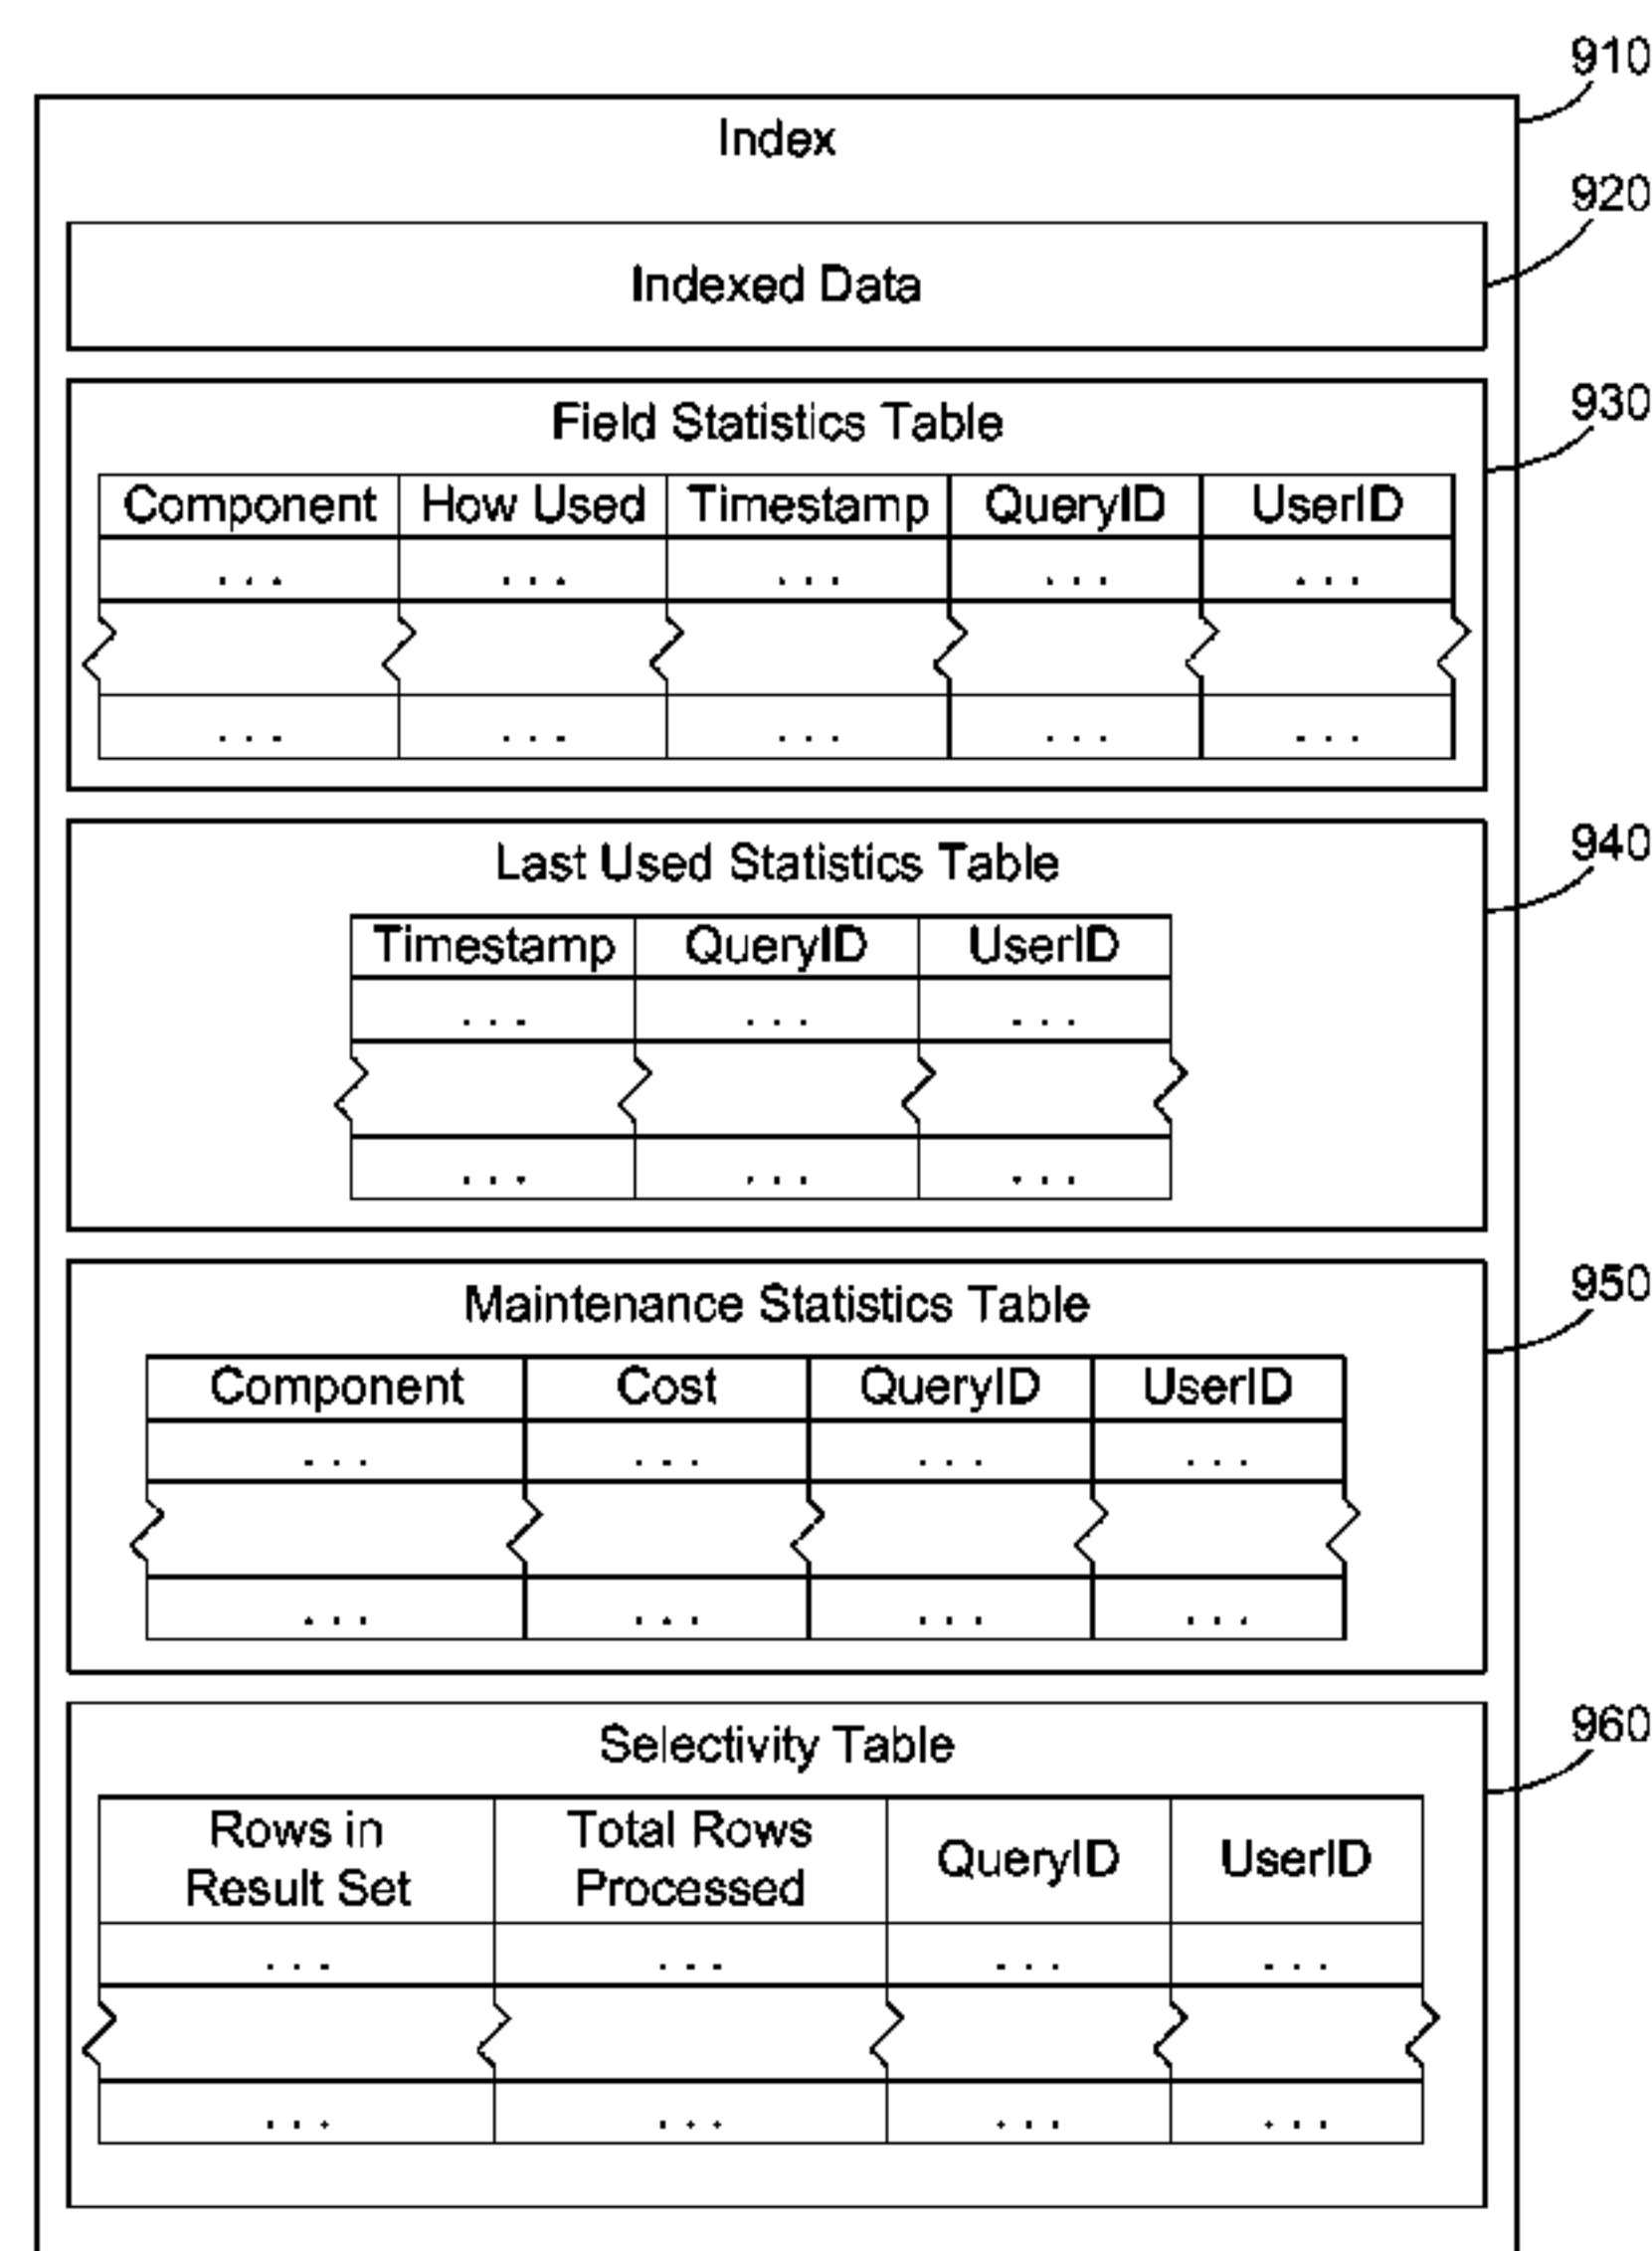 910
Index
920
Indexed Data
930
Field Statistics Table
Component How Used Timestamp QueryID UserID
... ... ... ... ...
... ... ... ... ...
940
Last Used Statistics Table
Timestamp QueryID UserID
... ... ...
... ... ...
950
Maintenance Statistics Table
Component Cost QueryID UserID
... ... ... ...
... ... ... ...
960
Selectivity Table
Rows in Result Set Total Rows Processed QueryID UserID
... ... ... ...
... ... ... ...